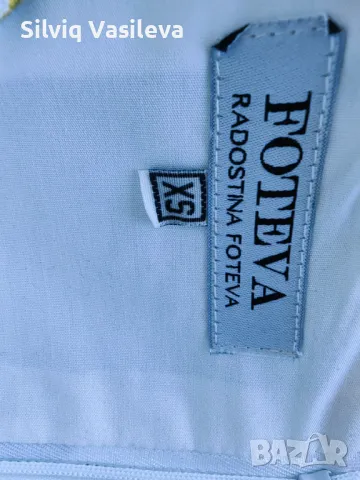 Silviq Vasileva
FOTEVA
RADOSTINA FOTEVA
XS
BAZAR